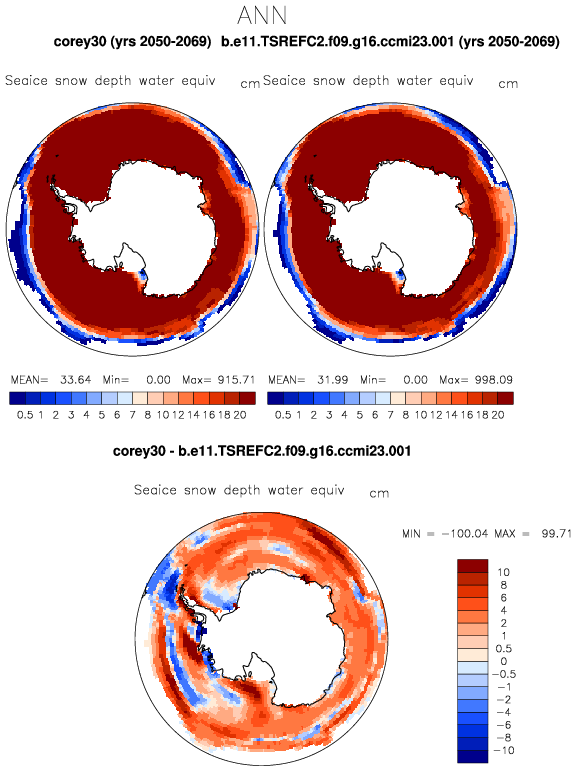 ANN
corey30 (yrs 2050-2069) b.e11.TSREFC2.f09.g16.ccmi23.001 (yrs 2050-2069)
Seaice snow depth water equiv cm Seaice snow depth water equiv cm
MEAN= 33.64 Min= 0.00 Max= 915.71 MEAN= 31.99 Min= 0.00 Max= 998.09
0.5 1 2 3 4 5 6 7 8 10 12 14 16 18 20 0.5 1 2 3 4 5 6 7 8 10 12 14 16 18 20
corey30 - b.e11.TSREFC2.f09.g16.ccmi23.001
Seaice snow depth water equiv cm
MIN = -100.04 MAX = 99.71
10
8
6
4
2
1
0.5
0
-0.5
-1
-2
-4
-6
-8
-10